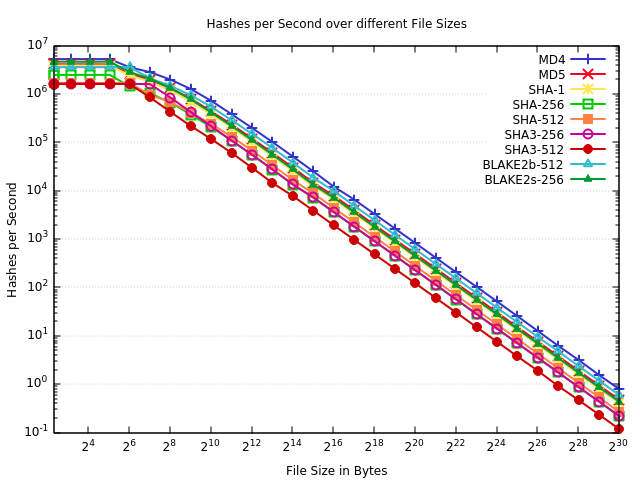 Hashes per Second over different File Sizes
Hashes per Second
10^7
10^6
10^5
10^4
10^3
10^2
10^1
10^0
10^-1
MD4
MD5
SHA-1
SHA-256
SHA-512
SHA3-256
SHA3-512
BLAKE2b-512
BLAKE2s-256
2^4 2^6 2^8 2^10 2^12 2^14 2^16 2^18 2^20 2^22 2^24 2^26 2^28 2^30
File Size in Bytes